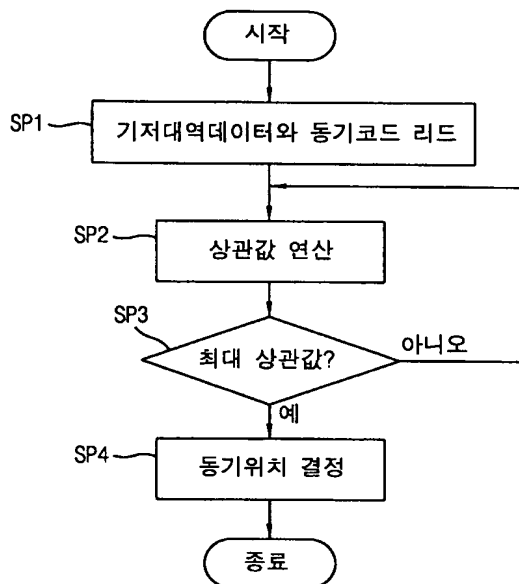 시작
SP1
기저대역데이터와 동기코드 리드
SP2
상관값 연산
SP3
최대 상관값?
아니오
예
SP4
동기위치 결정
종료